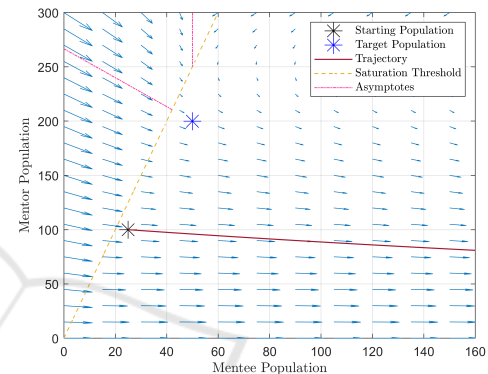 300
250
200
150
100
50
0
Mentor Population
Starting Population
Target Population
Trajectory
Saturation Threshold
Asymptotes
0 20 40 60 80 100 120 140 160
Mentee Population